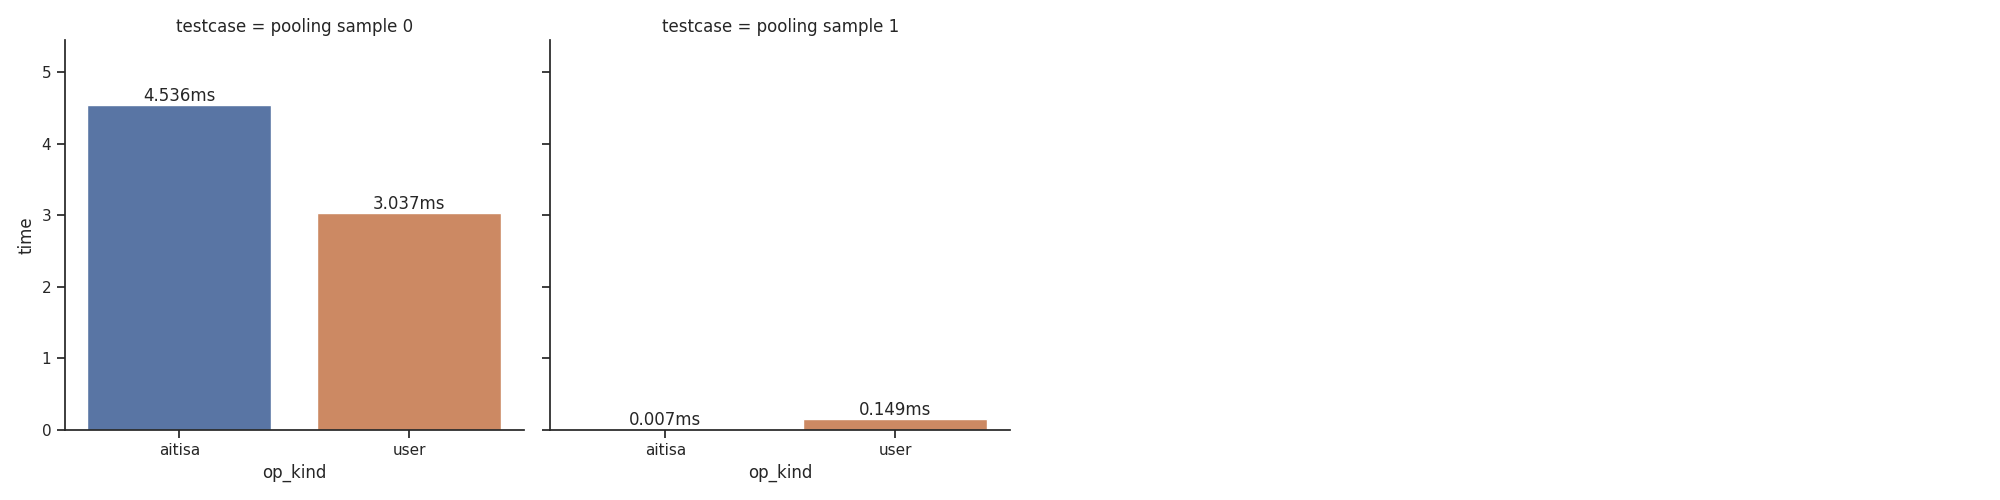 testcase = pooling sample 0
testcase = pooling sample 1
time
5
4
3
2
1
0
4.536ms
3.037ms
0.007ms
0.149ms
aitisa
user
aitisa
user
op_kind
op_kind